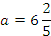 a = 6 2/5